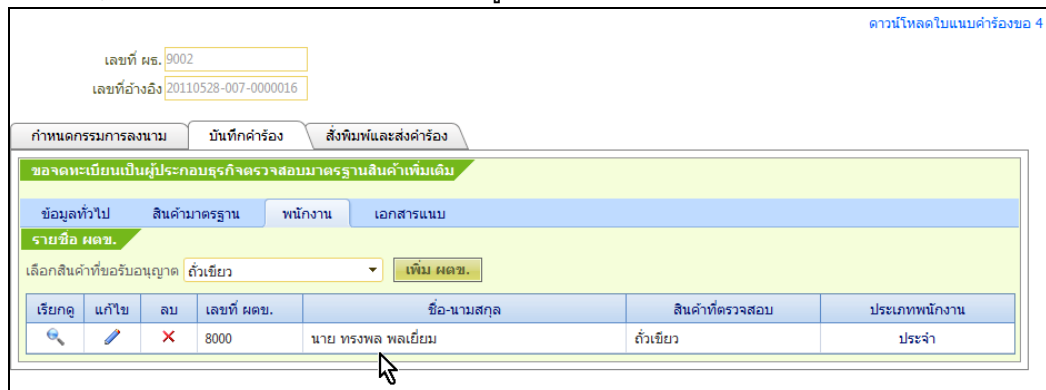 ดาวน์โหลดใบแนบคำร้องขอ 4
เลขที่ ผธ. 9002
เลขที่อ้างอิง 20110528-007-0000016
กำหนดกรรมการลงนาม บันทึกคำร้อง สั่งพิมพ์และส่งคำร้อง
ขอจดทะเบียนเป็นผู้ประกอบธุรกิจตรวจสอบมาตรฐานสินค้าเพิ่มเติม
ข้อมูลทั่วไป สินค้ามาตรฐาน พนักงาน เอกสารแนบ
รายชื่อ ผตช.
เลือกสินค้าที่ขอรับอนุญาต ถั่วเขียว เพิ่ม ผตช.
เรียกดู แก้ไข ลบ เลขที่ ผตช. ชื่อ-นามสกุล สินค้าที่ตรวจสอบ ประเภทพนักงาน
8000 นาย ทรงพล พลเยี่ยม ถั่วเขียว ประจำ